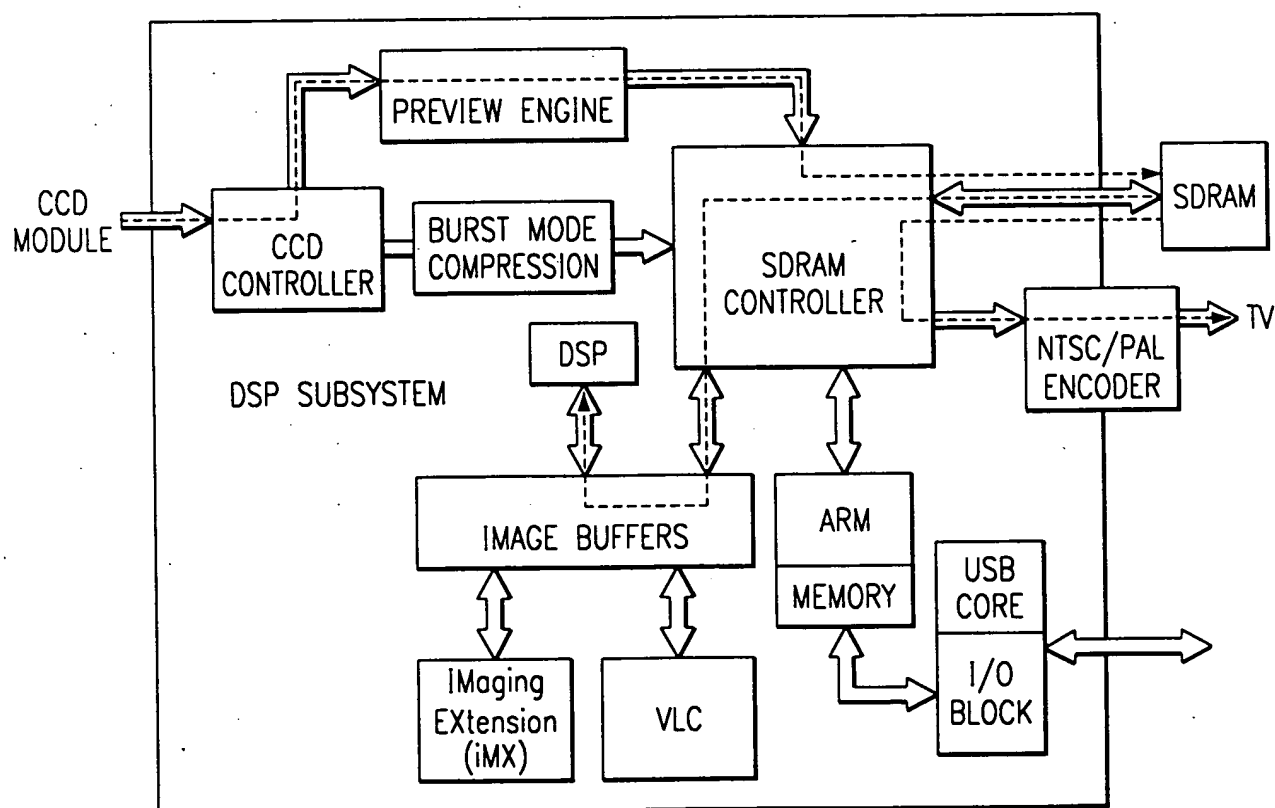 PREVIEW ENGINE
CCD
MODULE
CCD
CONTROLLER
BURST MODE
COMPRESSION
SDRAM
CONTROLLER
SDRAM
NTSC/PAL
ENCODER
TV
DSP
DSP SUBSYSTEM
IMAGE BUFFERS
ARM
MEMORY
USB
CORE
I/O
BLOCK
IMaging
EXtension
(iMX)
VLC